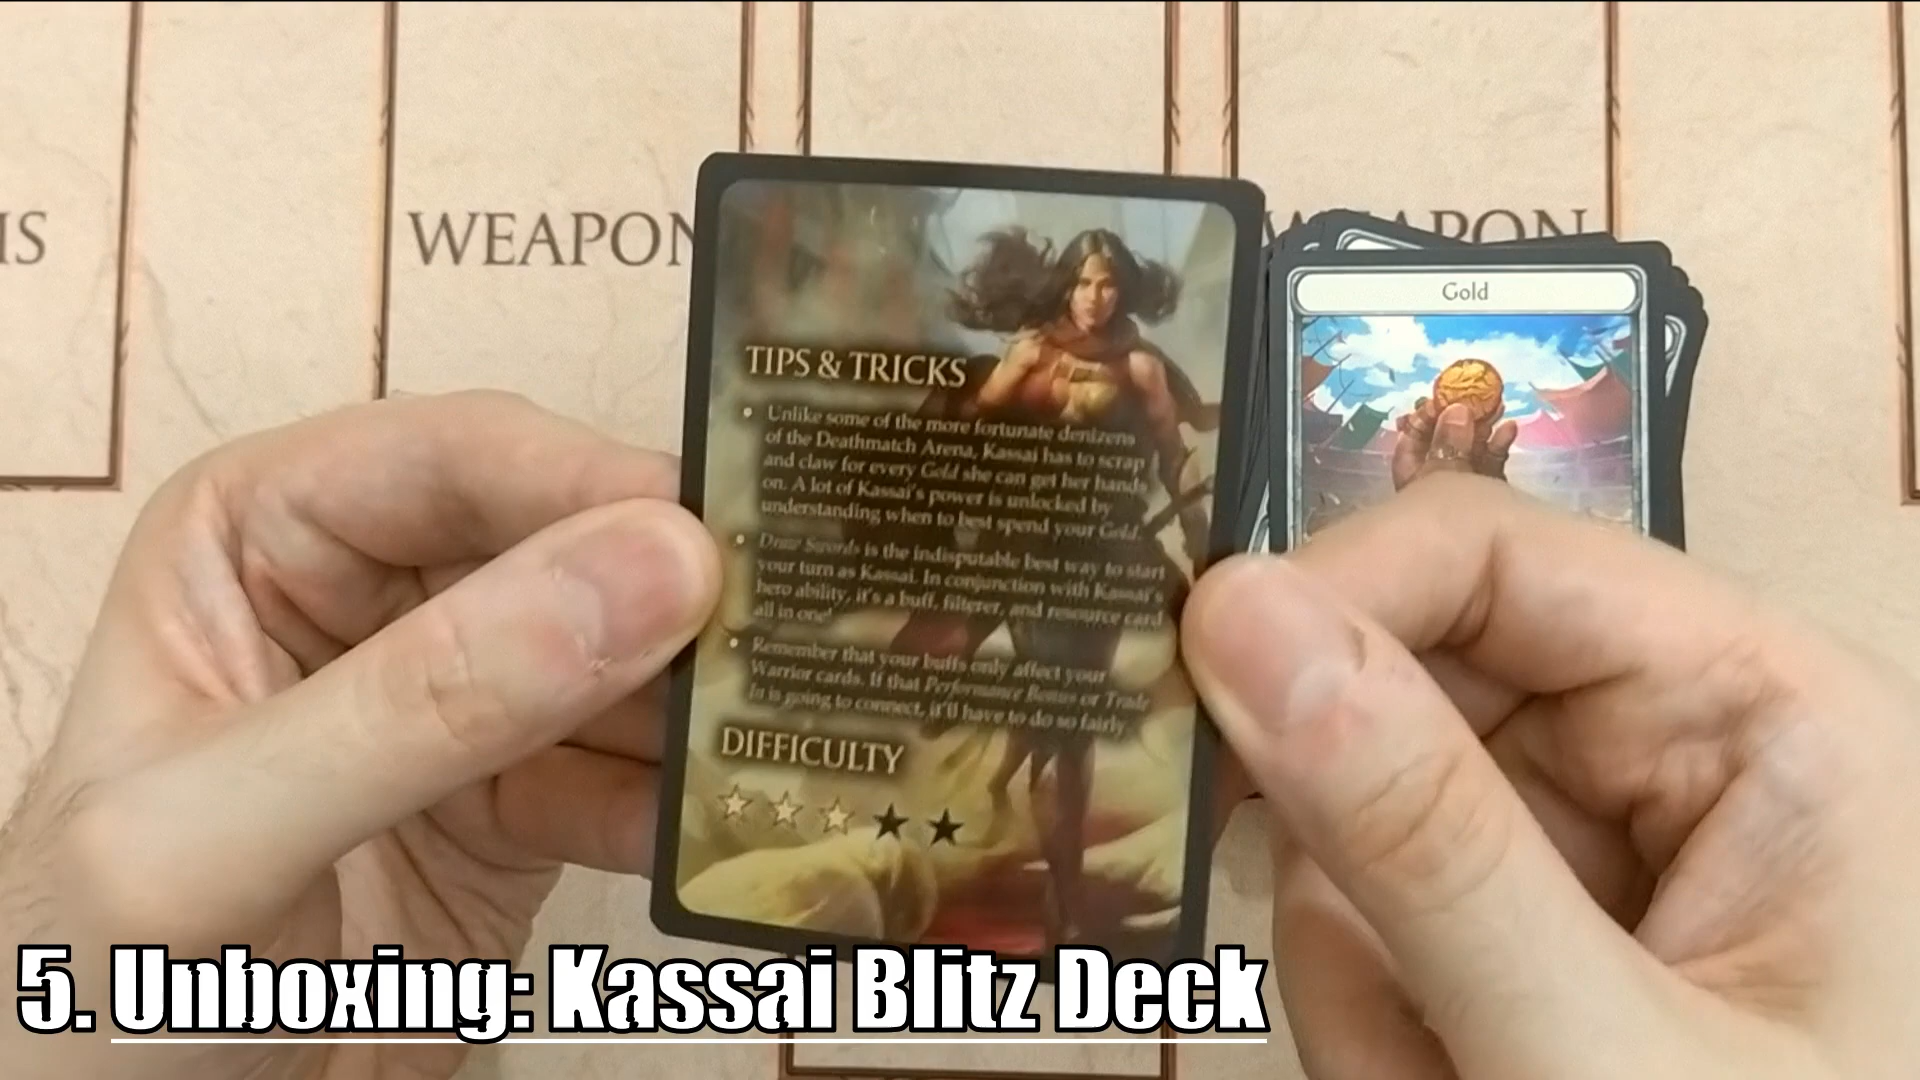 NS
WEAPON
WEAPON
Gold
TIPS & TRICKS
• Unlike some of the more fortunate denizens
of the Deathmatch Arena, Kassai has to scrap
and claw for every Gold she can get her hands
on. A lot of Kassai's power is unlocked by
understanding when to best spend your Gold.
• Draw Swords is the indisputable best way to start
your turn as Kassai. In conjunction with Kassai's
hero ability, it's a buff, filterer, and resource card
all in one!
• Remember that your buffs only affect your
Warrior cards. If that Performance Bonus or Trade
In is going to connect, it'll have to do so fairly
DIFFICULTY
5. Unboxing: Kassai Blitz Deck